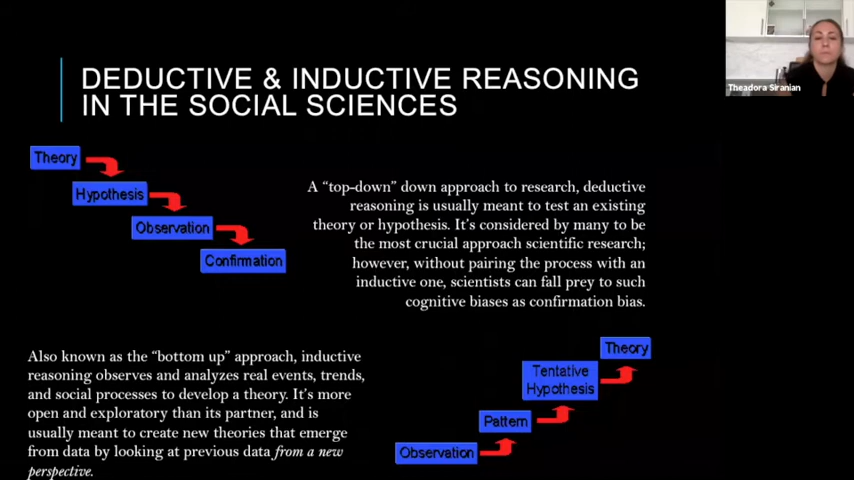 DEDUCTIVE & INDUCTIVE REASONING
IN THE SOCIAL SCIENCES
Theadora Siranian
Theory
Hypothesis
Observation
Confirmation
A “top-down” down approach to research, deductive
reasoning is usually meant to test an existing
theory or hypothesis. It’s considered by many to be
the most crucial approach scientific research;
however, without pairing the process with an
inductive one, scientists can fall prey to such
cognitive biases as confirmation bias.
Also known as the “bottom up” approach, inductive
reasoning observes and analyzes real events, trends,
and social processes to develop a theory. It’s more
open and exploratory than its partner, and is
usually meant to create new theories that emerge
from data by looking at previous data from a new
perspective.
Theory
Tentative
Hypothesis
Pattern
Observation